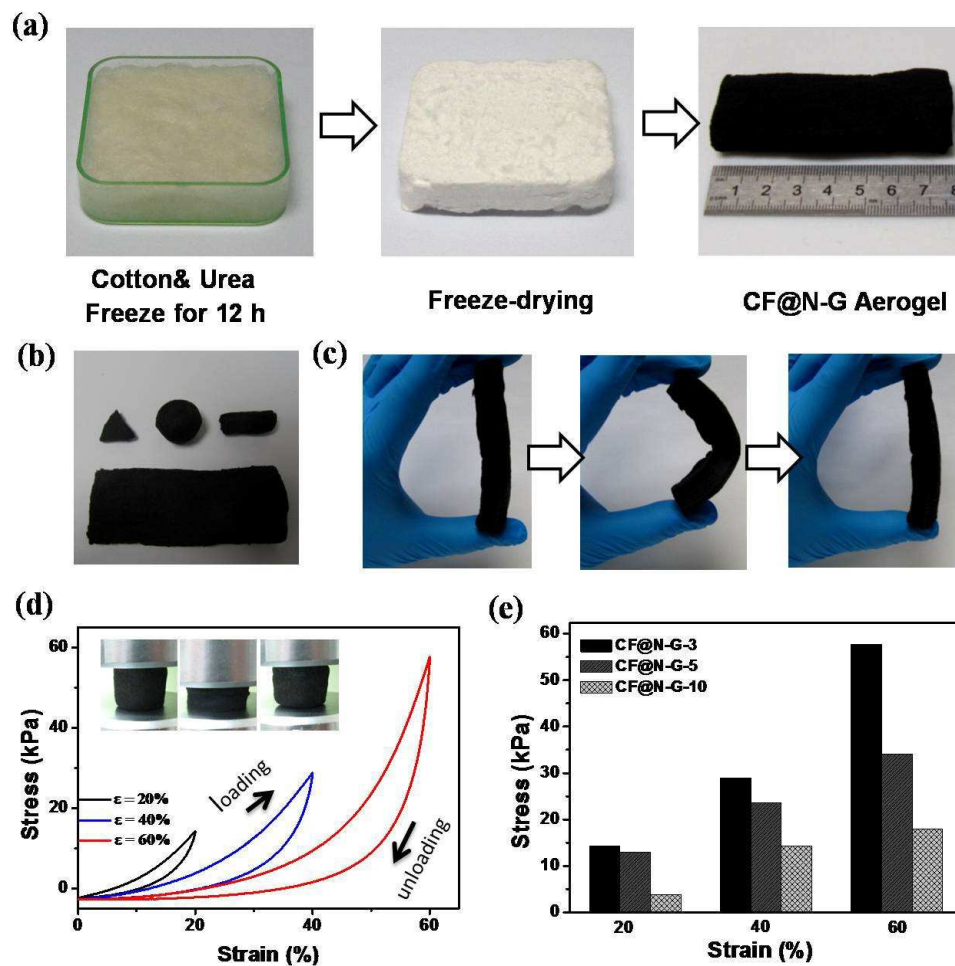 (a)
1 2 3 4 5 6 7 8
Cotton& Urea
Freeze for 12 h
Freeze-drying
CF@N-G Aerogel
(b)
(c)
(d)
60
40
20
0
Stress (kPa)
ε = 20%
ε = 40%
ε = 60%
loading
unloading
0 20 40 60
Strain (%)
(e)
60
50
40
30
20
10
0
Stress (kPa)
CF@N-G-3
CF@N-G-5
CF@N-G-10
20 40 60
Strain (%)